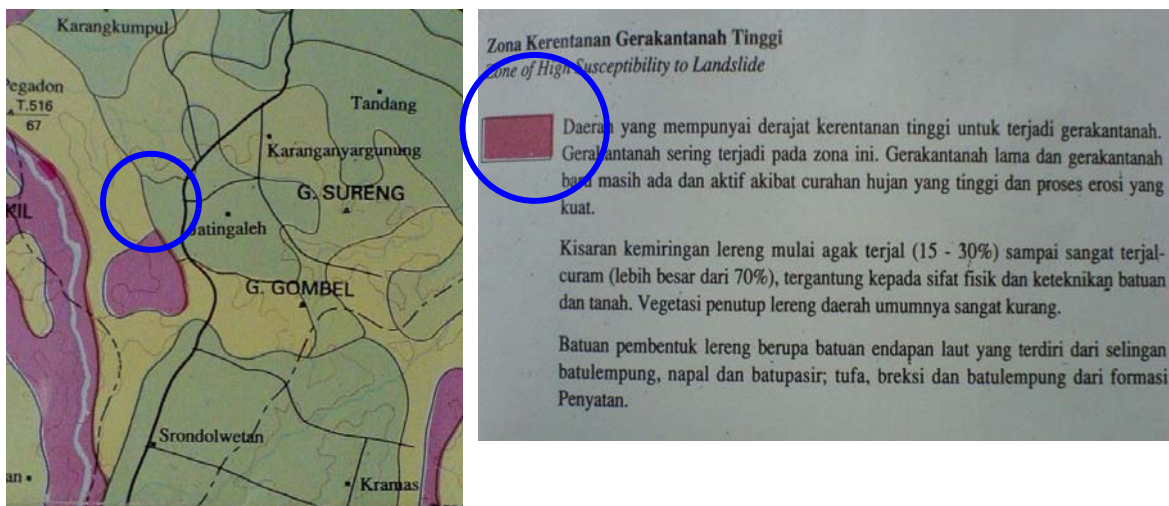 Karangkumpul
Pegadon
T.516
67
Tandang
Karanganyargunung
G. SURENG
KIL
Jatingaleh
G. GOMBEL
Srondolwetan
an
Kramas
Zona Kerentanan Gerakantanah Tinggi
Zone of High Susceptibility to Landslide
Daerah yang mempunyai derajat kerentanan tinggi untuk terjadi gerakantanah.
Gerakantanah sering terjadi pada zona ini. Gerakantanah lama dan gerakantanah
baru masih ada dan aktif akibat curahan hujan yang tinggi dan proses erosi yang
kuat.
Kisaran kemiringan lereng mulai agak terjal (15 - 30%) sampai sangat terjal-
curam (lebih besar dari 70%), tergantung kepada sifat fisik dan keteknikan batuan
dan tanah. Vegetasi penutup lereng daerah umumnya sangat kurang.
Batuan pembentuk lereng berupa batuan endapan laut yang terdiri dari selingan
batulempung, napal dan batupasir; tufa, breksi dan batulempung dari formasi
Penyatan.